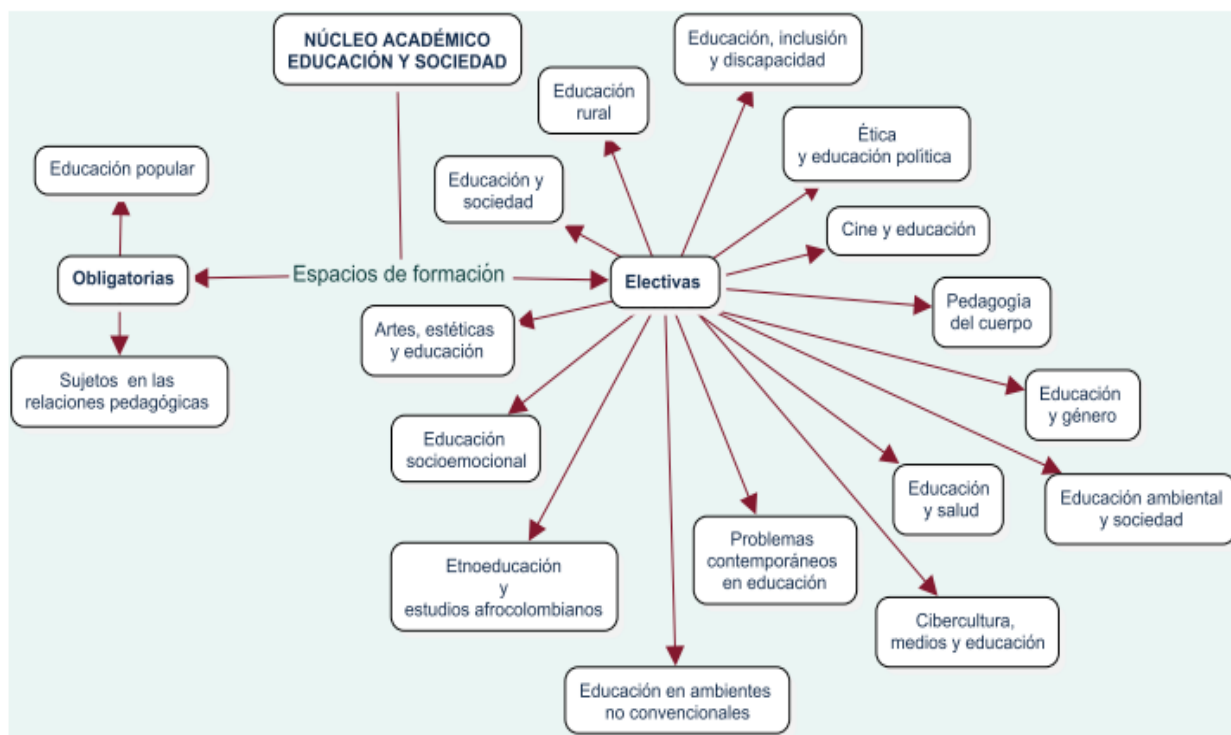 NÚCLEO ACADÉMICO
EDUCACIÓN Y SOCIEDAD
Educación, inclusión
y discapacidad
Educación
rural
Ética
y educación política
Educación popular
Educación y
sociedad
Cine y educación
Obligatorias
Espacios de formación
Electivas
Pedagogía
del cuerpo
Artes, estéticas
y educación
Sujetos en las
relaciones pedagógicas
Educación
y género
Educación
socioemocional
Educación
y salud
Educación ambiental
y sociedad
Problemas
contemporáneos
en educación
Etnoeducación
y
estudios afrocolombianos
Cibercultura,
medios y educación
Educación en ambientes
no convencionales